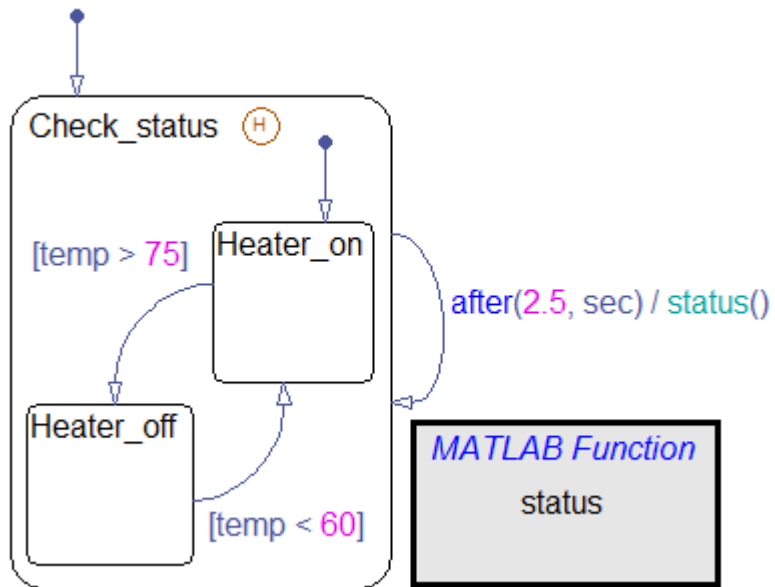 Check_status
H
[temp > 75]
Heater_on
after(2.5, sec) / status()
Heater_off
[temp < 60]
MATLAB Function
status